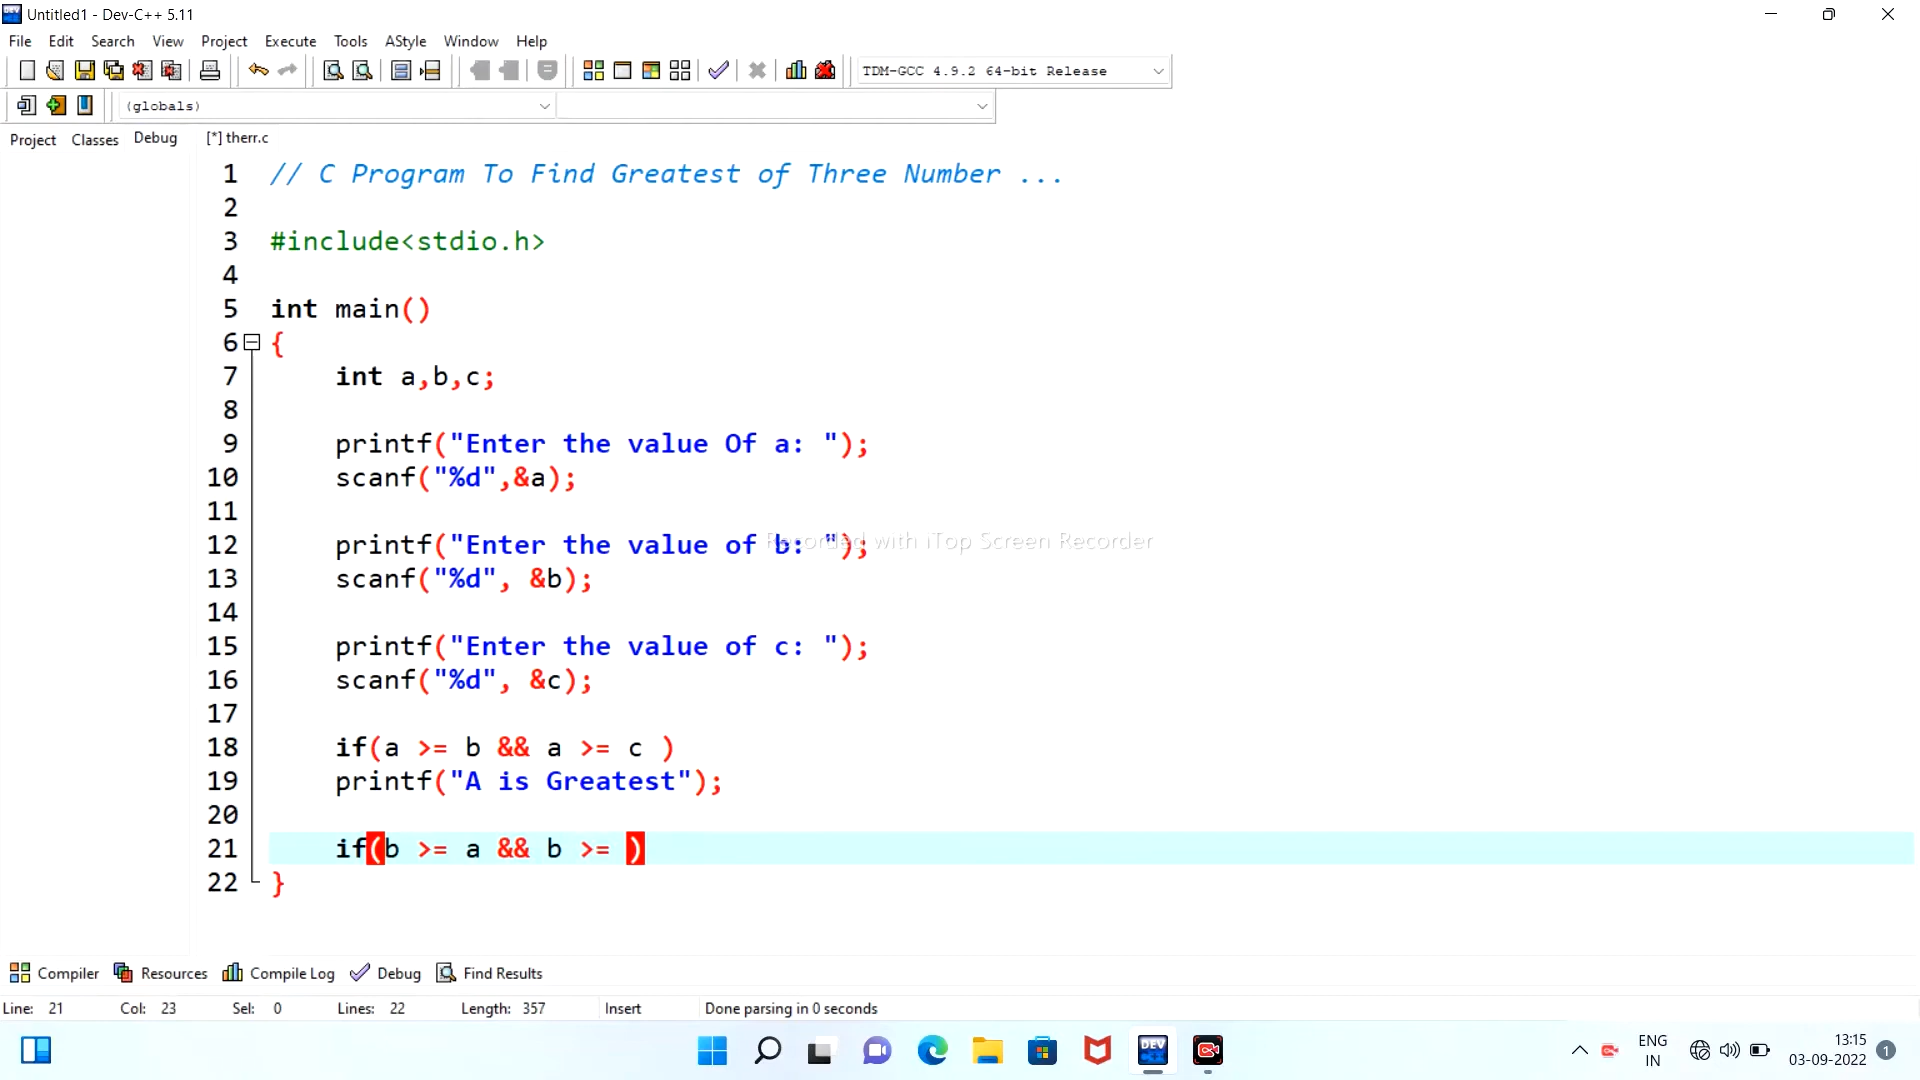 Untitled1 - Dev-C++ 5.11
File Edit Search View Project Execute Tools AStyle Window Help
TDM-GCC 4.9.2 64-bit Release
(globals)
Project Classes Debug [*] therr.c
1 // C Program To Find Greatest of Three Number ...
2
3 #include<stdio.h>
4
5 int main()
6 {
7 int a,b,c;
8
9 printf("Enter the value Of a: ");
10 scanf("%d",&a);
11
12 printf("Enter the value of b: ");
Recorded with iTop Screen Recorder
13 scanf("%d", &b);
14
15 printf("Enter the value of c: ");
16 scanf("%d", &c);
17
18 if(a >= b && a >= c )
19 printf("A is Greatest");
20
21 if(b >= a && b >= )
22 }
Compiler Resources Compile Log Debug Find Results
Line: 21 Col: 23 Sel: 0 Lines: 22 Length: 357 Insert Done parsing in 0 seconds
DEV
ENG
IN
13:15
03-09-2022
1